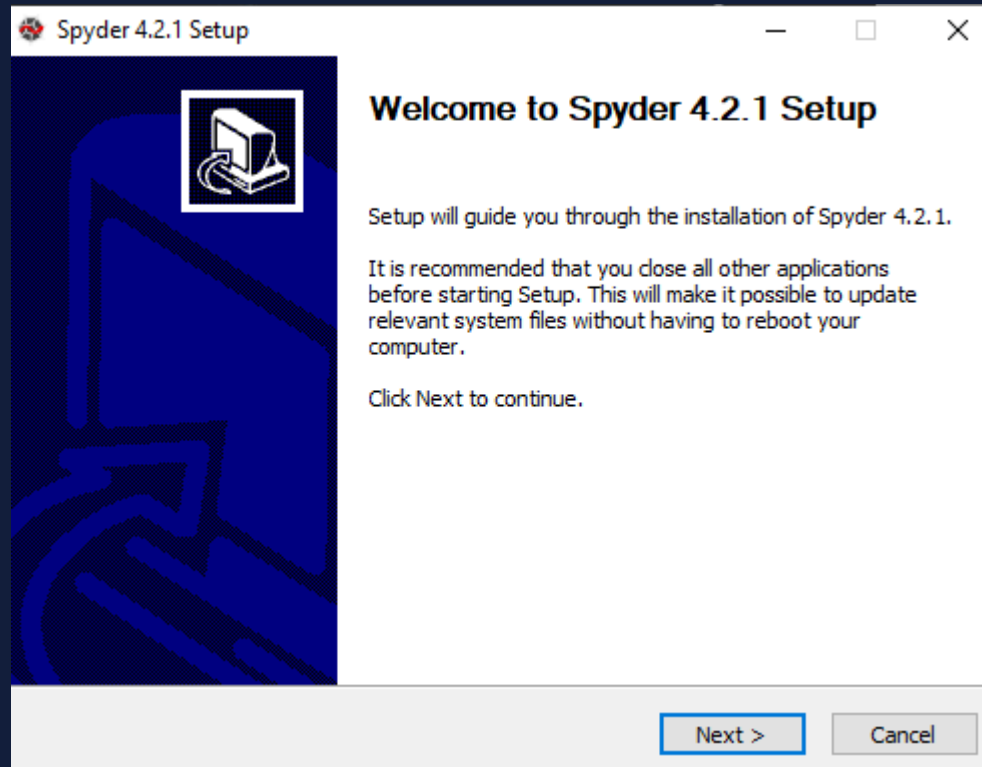 Spyder 4.2.1 Setup
Welcome to Spyder 4.2.1 Setup
Setup will guide you through the installation of Spyder 4.2.1.
It is recommended that you close all other applications
before starting Setup. This will make it possible to update
relevant system files without having to reboot your
computer.
Click Next to continue.
Next >
Cancel